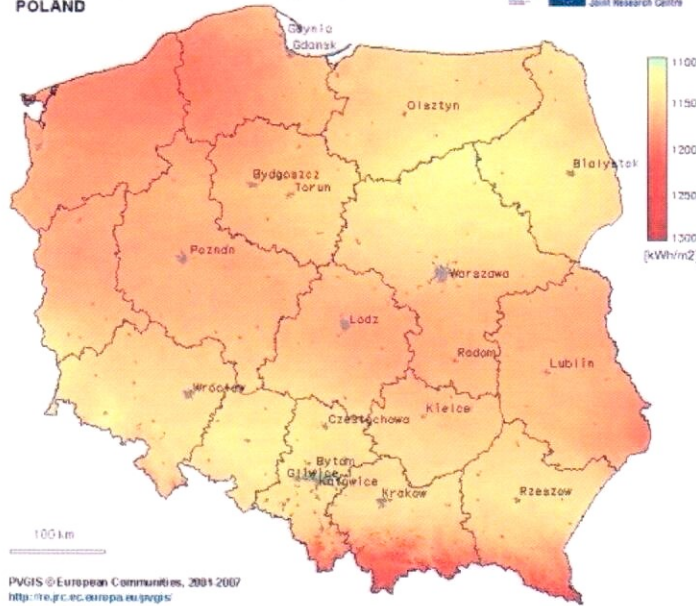 POLAND
Joint Research Centre
Gdynia
Gdansk
1100
Olsztyn
1150
1200
Bialystok
Bydgoszcz
Torun
1250
1300
[kWh/m2]
Poznan
Warszawa
Lodz
Radom
Lublin
Wroclaw
Kielce
Czestochowa
Bytom
Gliwice
Katowice
Krakow
Rzeszow
100 km
PVGIS © European Communities, 2001-2007
http://re.jrc.ec.europa.eu/pvgis/